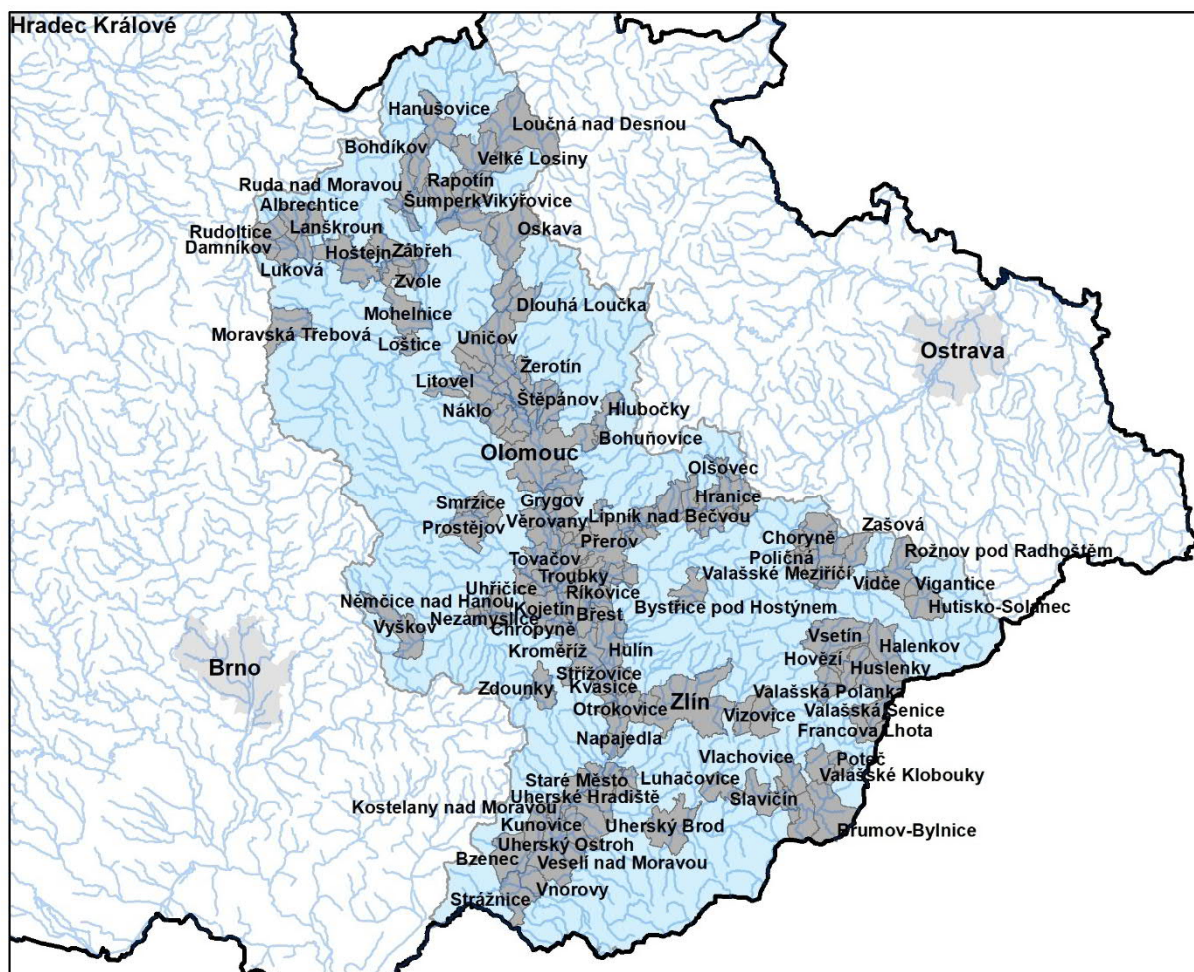 Hradec Králové
Hanušovice
Loučná nad Desnou
Bohdíkov
Velké Losiny
Rapotín
Ruda nad Moravou
Šumperk
Vikýřovice
Albrechtice
Lanškroun
Oskava
Rudoltice
Damníkov
Hoštejn
Zábřeh
Luková
Zvole
Dlouhá Loučka
Mohelnice
Moravská Třebová
Uničov
Loštice
Ostrava
Žerotín
Litovel
Štěpánov
Náklo
Hlubočky
Bohuňovice
Olomouc
Olšovec
Hranice
Smržice
Grygov
Lipník nad Bečvou
Prostějov
Věrovany
Zašová
Choryně
Přerov
Rožnov pod Radhoštěm
Tovačov
Poličná
Troubky
Valašské Meziříčí
Vidče
Vigantice
Uhřičice
Říkovice
Němčice nad Hanou
Kojetín
Břest
Bystřice pod Hostýnem
Hutisko-Solanec
Nezamyslice
Vyškov
Chropyně
Vsetín
Halenkov
Kroměříž
Hulín
Hovězí
Huslenky
Brno
Střížovice
Zdounky
Kvasice
Valašská Polanka
Zlín
Otrokovice
Vizovice
Valašská Senice
Francova Lhota
Napajedla
Vlachovice
Poteč
Staré Město
Luhačovice
Valašské Klobouky
Uherské Hradiště
Slavičín
Kostelany nad Moravou
Kunovice
Uherský Brod
Brumov-Bylnice
Uherský Ostroh
Bzenec
Veselí nad Moravou
Vnorovy
Strážnice